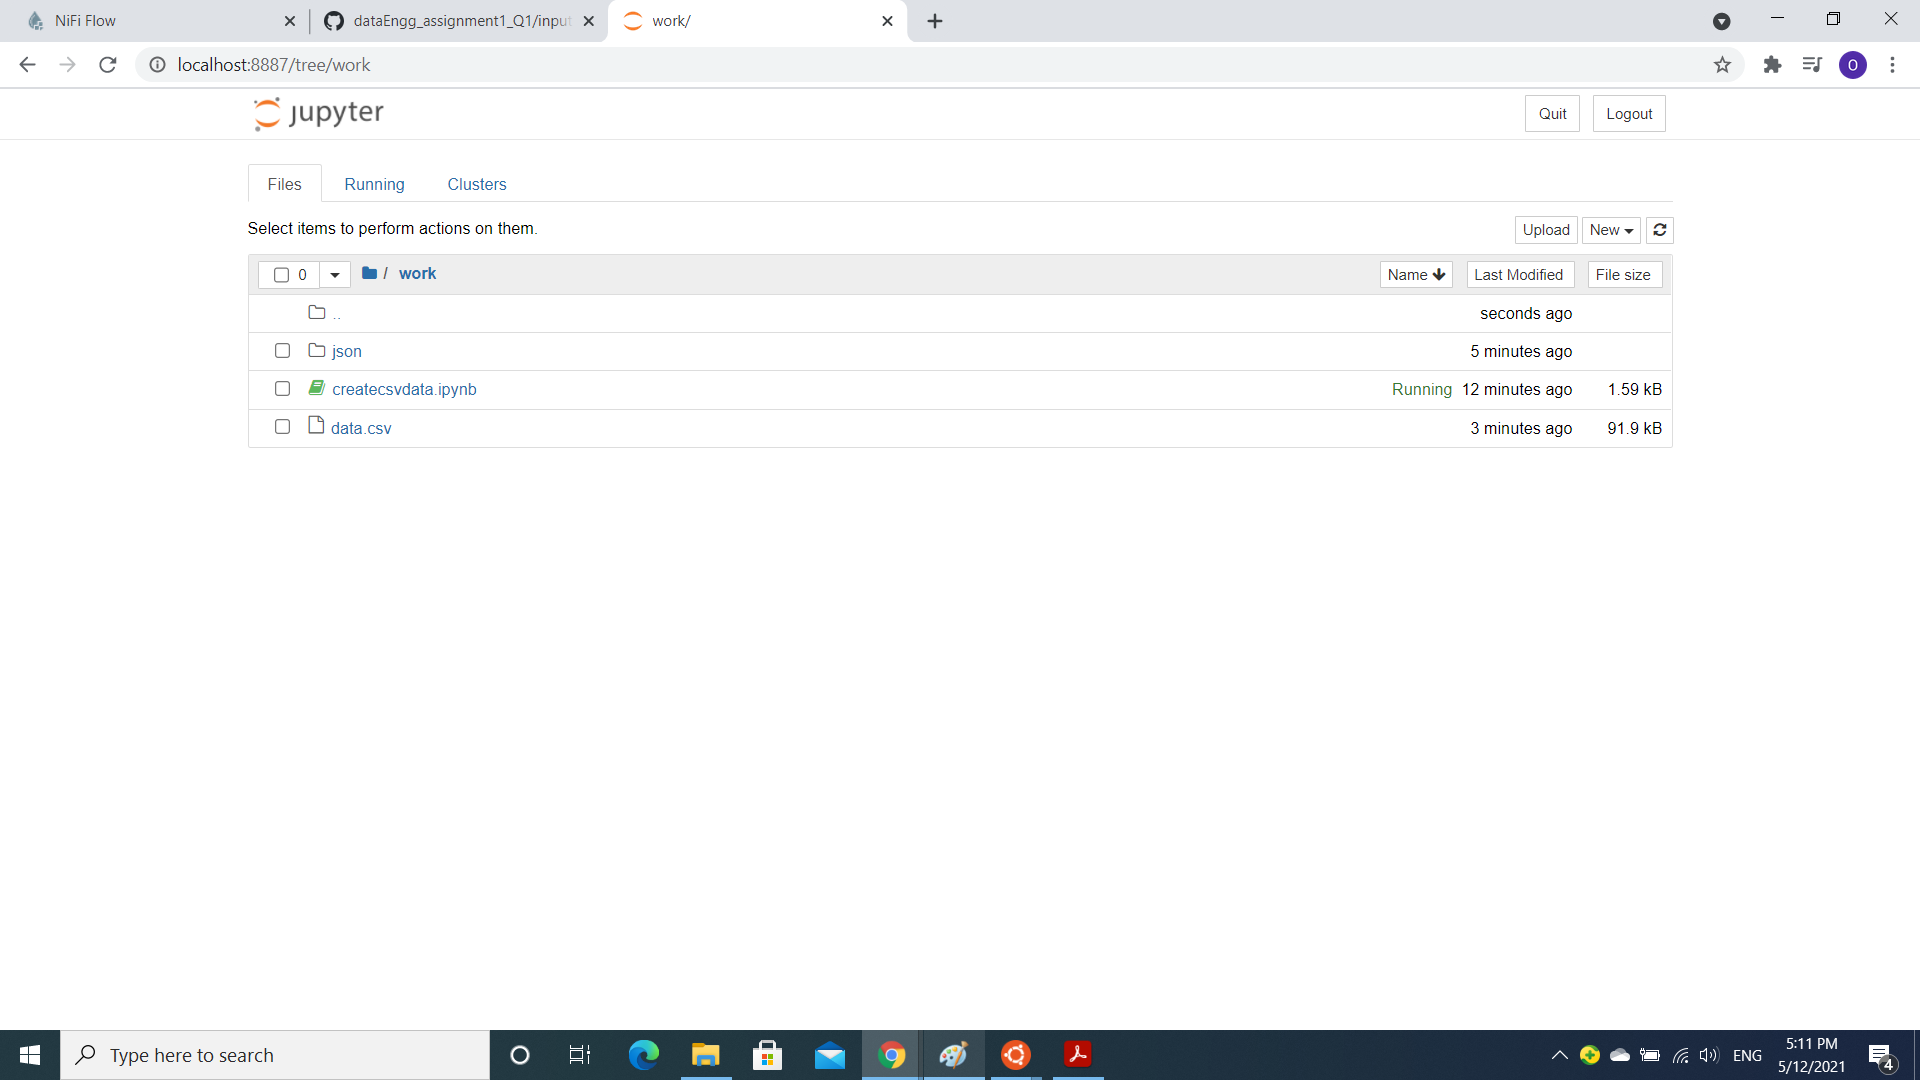 NiFi Flow
dataEngg_assignment1_Q1/input
work/
localhost:8887/tree/work
O
jupyter
Quit
Logout
Files
Running
Clusters
Select items to perform actions on them.
Upload
New
0
/
work
Name
Last Modified
File size
..
seconds ago
json
5 minutes ago
createcsvdata.ipynb
Running
12 minutes ago
1.59 kB
data.csv
3 minutes ago
91.9 kB
Type here to search
ENG
5:11 PM
5/12/2021
4